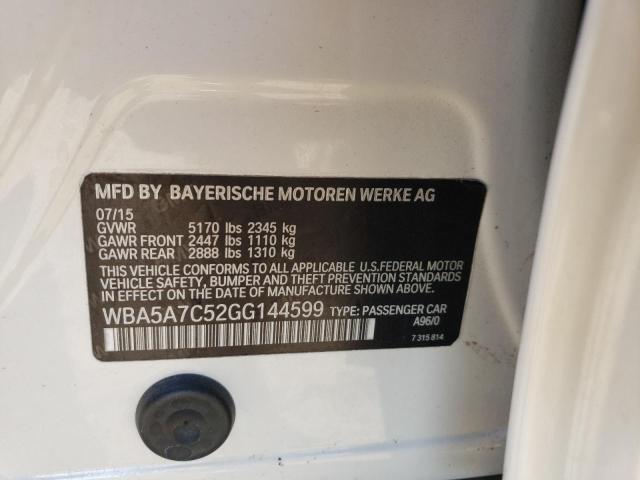 MFD BY BAYERISCHE MOTOREN WERKE AG
07/15
GVWR 5170 lbs 2345 kg
GAWR FRONT 2447 lbs 1110 kg
GAWR REAR 2888 lbs 1310 kg
THIS VEHICLE CONFORMS TO ALL APPLICABLE U.S.FEDERAL MOTOR
VEHICLE SAFETY, BUMPER AND THEFT PREVENTION STANDARDS
IN EFFECT ON THE DATE OF MANUFACTURE SHOWN ABOVE.
WBA5A7C52GG144599 TYPE: PASSENGER CAR
A96/0
7 315 814